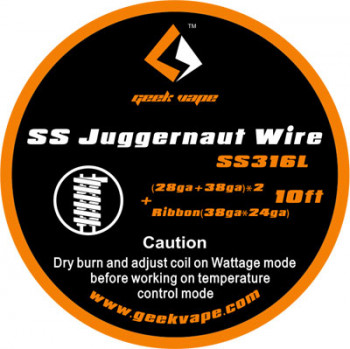 TM
geek vape
SS Juggernaut Wire
SS316L
(28ga+38ga)*2
+ 10ft
Ribbon(38ga*24ga)
Caution
Dry burn and adjust coil on Wattage mode
before working on temperature
control mode
www.geekvape.com